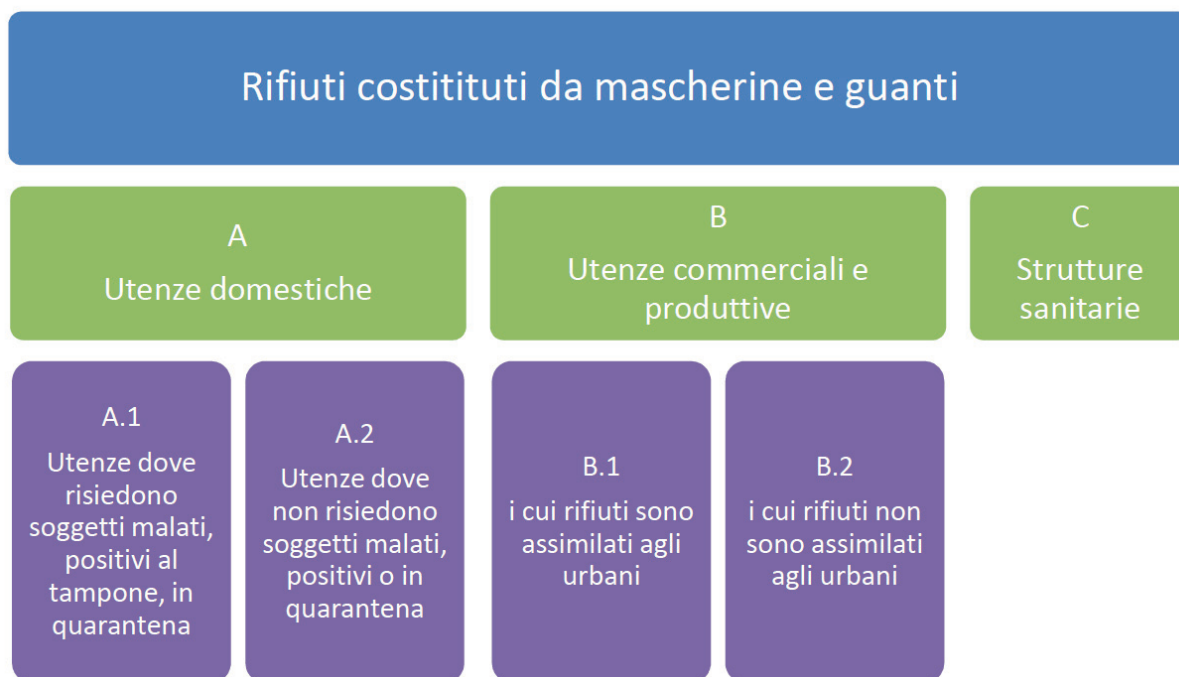 Rifiuti costitituti da mascherine e guanti
A
Utenze domestiche
B
Utenze commerciali e
produttive
C
Strutture
sanitarie
A.1
Utenze dove
risiedono
soggetti malati,
positivi al
tampone, in
quarantena
A.2
Utenze dove
non risiedono
soggetti malati,
positivi o in
quarantena
B.1
i cui rifiuti sono
assimilati agli
urbani
B.2
i cui rifiuti non
sono assimilati
agli urbani